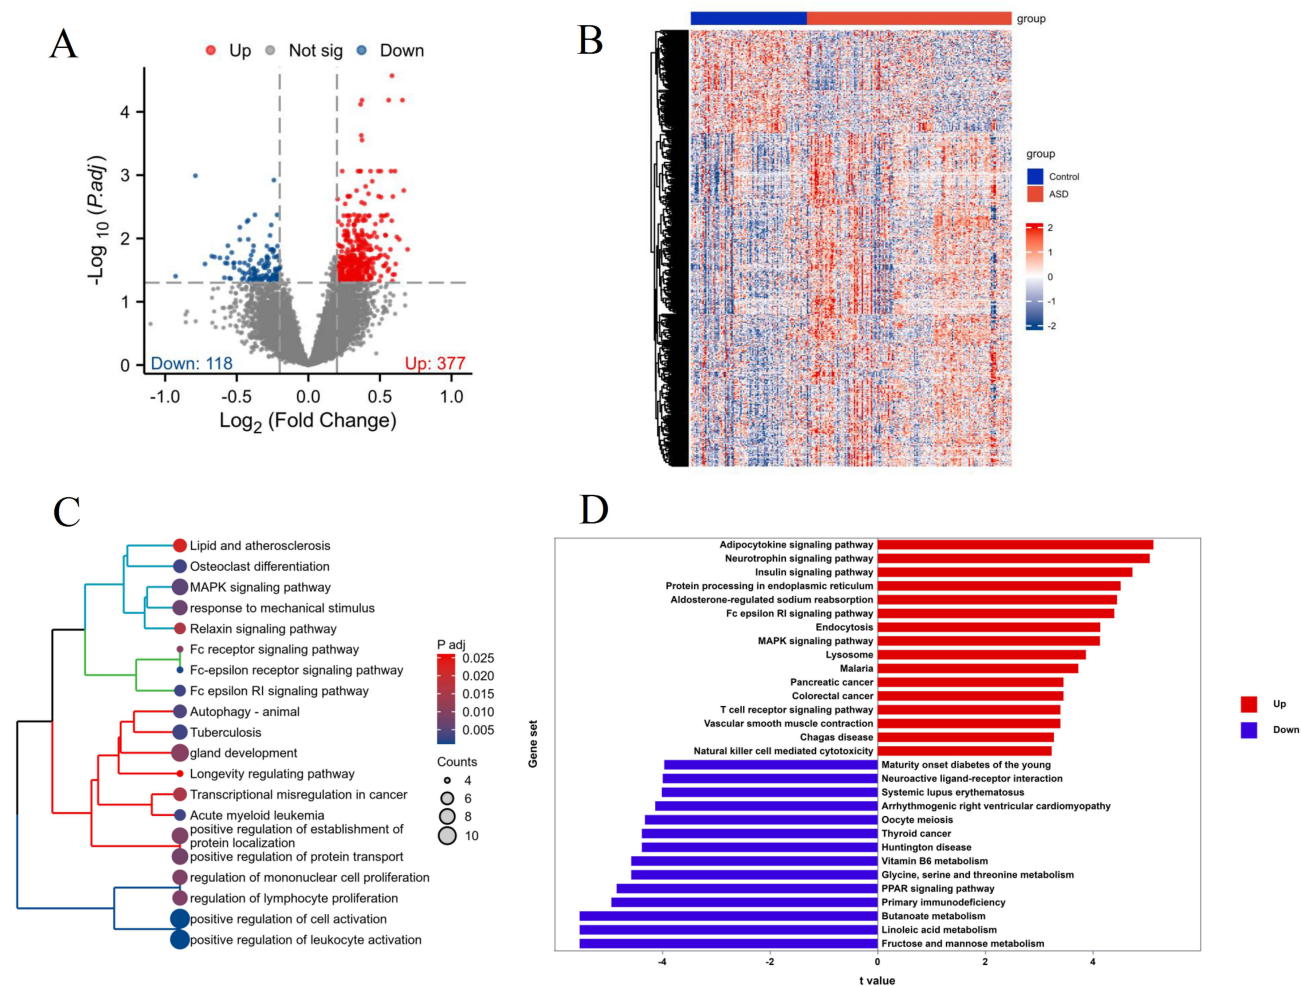 A
Up Not sig Down
4
3
2
1
0
-Log 10 (P.adj)
Down: 118
Up: 377
-1.0 -0.5 0.0 0.5 1.0
Log2 (Fold Change)
B
group
group
Control
ASD
2
1
0
-1
-2
C
Lipid and atherosclerosis
Osteoclast differentiation
MAPK signaling pathway
response to mechanical stimulus
Relaxin signaling pathway
Fc receptor signaling pathway
Fc-epsilon receptor signaling pathway
Fc epsilon RI signaling pathway
Autophagy - animal
Tuberculosis
gland development
Longevity regulating pathway
Transcriptional misregulation in cancer
Acute myeloid leukemia
positive regulation of establishment of
protein localization
positive regulation of protein transport
regulation of mononuclear cell proliferation
regulation of lymphocyte proliferation
positive regulation of cell activation
positive regulation of leukocyte activation
P adj
0.025
0.020
0.015
0.010
0.005
Counts
4
6
8
10
D
Gene set
Adipocytokine signaling pathway
Neurotrophin signaling pathway
Insulin signaling pathway
Protein processing in endoplasmic reticulum
Aldosterone-regulated sodium reabsorption
Fc epsilon RI signaling pathway
Endocytosis
MAPK signaling pathway
Lysosome
Malaria
Pancreatic cancer
Colorectal cancer
T cell receptor signaling pathway
Vascular smooth muscle contraction
Chagas disease
Natural killer cell mediated cytotoxicity
Maturity onset diabetes of the young
Neuroactive ligand-receptor interaction
Systemic lupus erythematosus
Arrhythmogenic right ventricular cardiomyopathy
Oocyte meiosis
Thyroid cancer
Huntington disease
Vitamin B6 metabolism
Glycine, serine and threonine metabolism
PPAR signaling pathway
Primary immunodeficiency
Butanoate metabolism
Linoleic acid metabolism
Fructose and mannose metabolism
-4 -2 0 2 4
t value
Up
Down